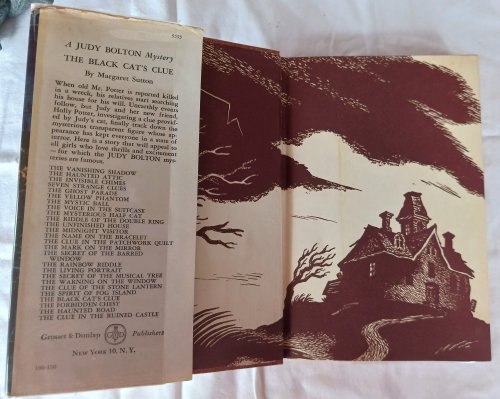 5595
A JUDY BOLTON Mystery
THE BLACK CAT'S CLUE
By Margaret Sutton
When old Mr. Potter is reported killed
in a wreck, his relatives start searching
his house for his will. Unearthly events
follow, but Judy and her new friend,
Holly Potter, investigating a clue provid-
ed by Judy's cat, finally track down the
mysterious transparent figure whose ap-
pearance has kept everyone in a state of
terror. Here is a story that will appeal to
all girls who love thrills and excitement
— for which the JUDY BOLTON mys-
teries are famous.
THE VANISHING SHADOW
THE HAUNTED ATTIC
THE INVISIBLE CHIMES
SEVEN STRANGE CLUES
THE GHOST PARADE
THE YELLOW PHANTOM
THE MYSTIC BALL
THE VOICE IN THE SUITCASE
THE MYSTERIOUS HALF CAT
THE RIDDLE OF THE DOUBLE RING
THE UNFINISHED HOUSE
THE MIDNIGHT VISITOR
THE NAME ON THE BRACELET
THE CLUE IN THE PATCHWORK QUILT
THE MARK ON THE MIRROR
THE SECRET OF THE BARRED
WINDOW
THE RAINBOW RIDDLE
THE LIVING PORTRAIT
THE SECRET OF THE MUSICAL TREE
THE WARNING ON THE WINDOW
THE CLUE OF THE STONE LANTERN
THE SPIRIT OF FOG ISLAND
THE BLACK CAT'S CLUE
THE FORBIDDEN CHEST
THE HAUNTED ROAD
THE CLUE IN THE RUINED CASTLE
Grosset & Dunlap Publishers
NEW YORK 10, N. Y.
100-150